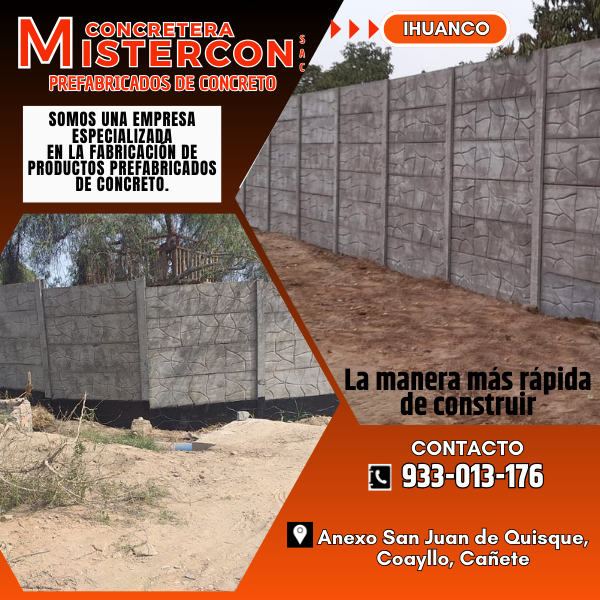 CONCRETERA
MISTERCON
SAC
PREFABRICADOS DE CONCRETO
IHUANCO
SOMOS UNA EMPRESA
ESPECIALIZADA
EN LA FABRICACIÓN DE
PRODUCTOS PREFABRICADOS
DE CONCRETO.
La manera más rápida
de construir
CONTACTO
933-013-176
Anexo San Juan de Quisque,
Coayllo, Cañete